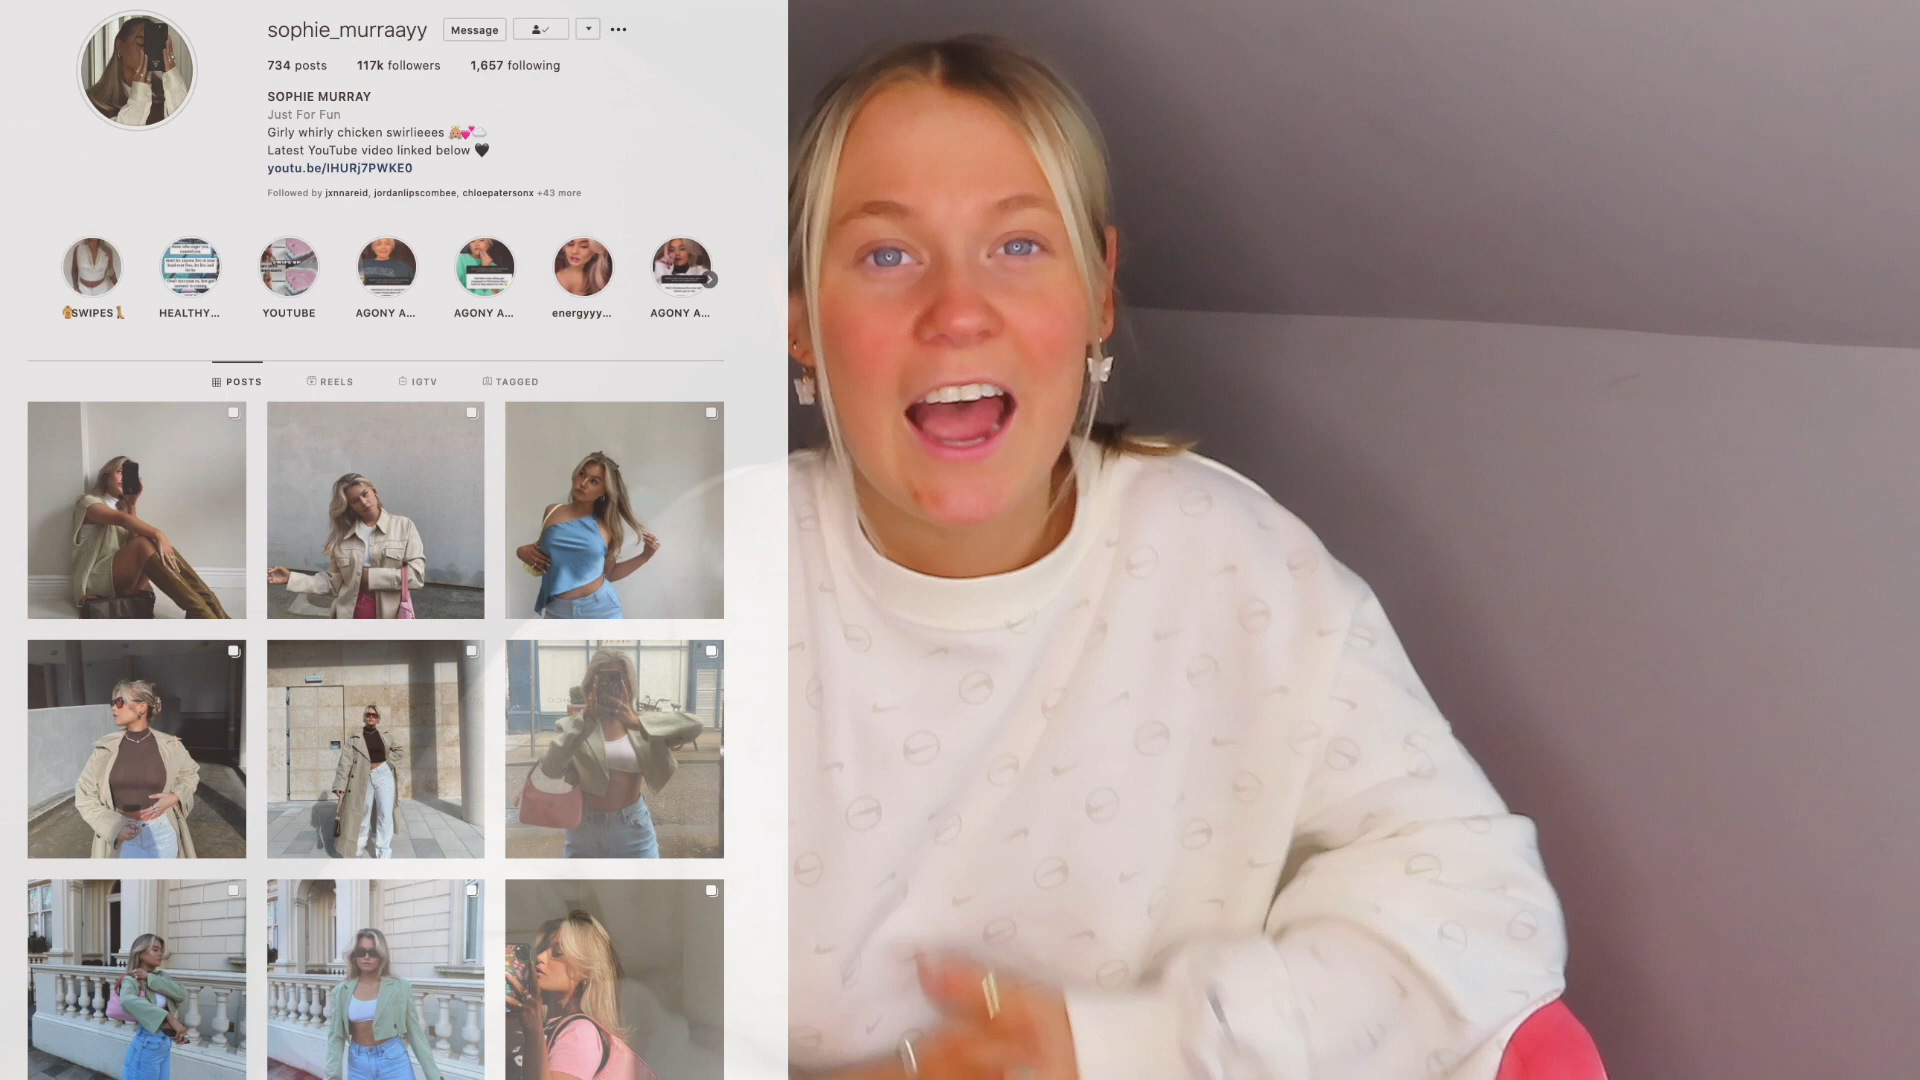 sophie_murraayy Message
734 posts 117k followers 1,657 following
SOPHIE MURRAY
Just For Fun
Girly whirly chicken swirlieees
Latest YouTube video linked below 🖤
youtu.be/lHURj7PWKE0
Followed by jxnnareid, jordanlipscombee, chloepatersonx +43 more
SWIPES HEALTHY... YOUTUBE AGONY A... AGONY A... energyyy... AGONY A...
POSTS REELS IGTV TAGGED